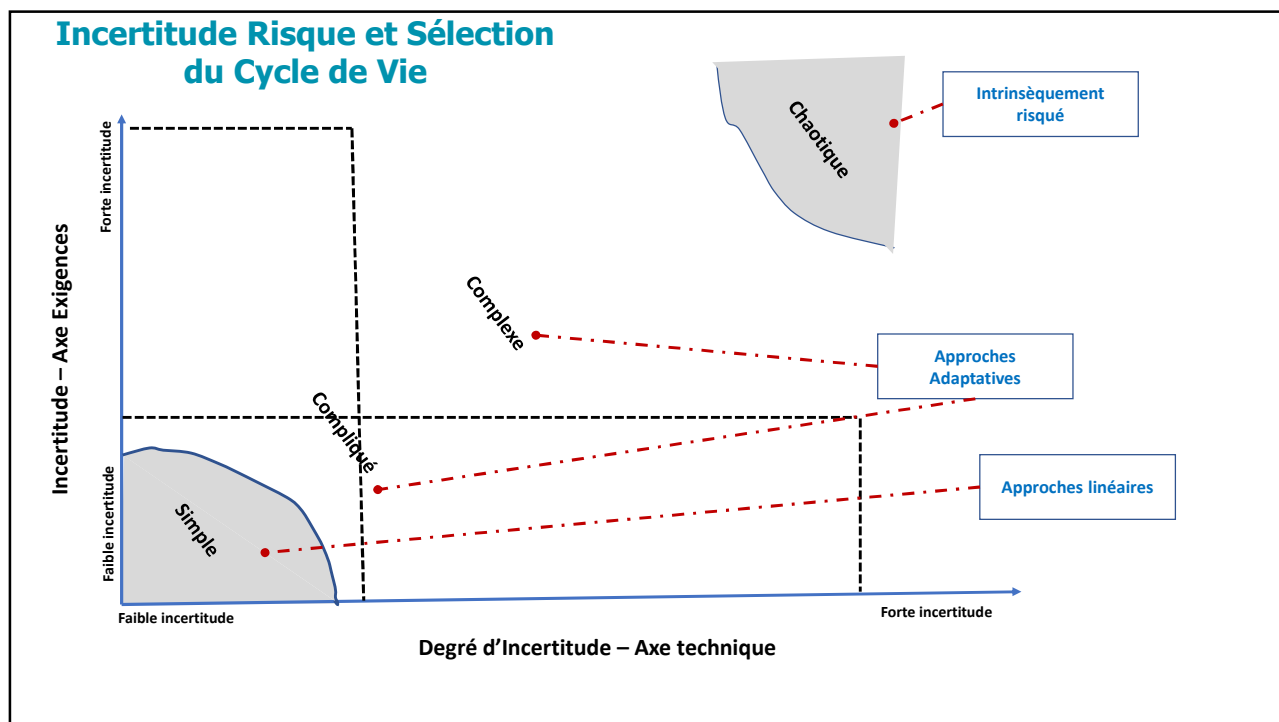 Incertitude Risque et Sélection
du Cycle de Vie
Intrinsèquement
risqué
Chaotique
Forte incertitude
Incertitude – Axe Exigences
Complexe
Approches
Adaptatives
Compliqué
Approches linéaires
Simple
Faible incertitude
Faible incertitude
Forte incertitude
Degré d’Incertitude – Axe technique